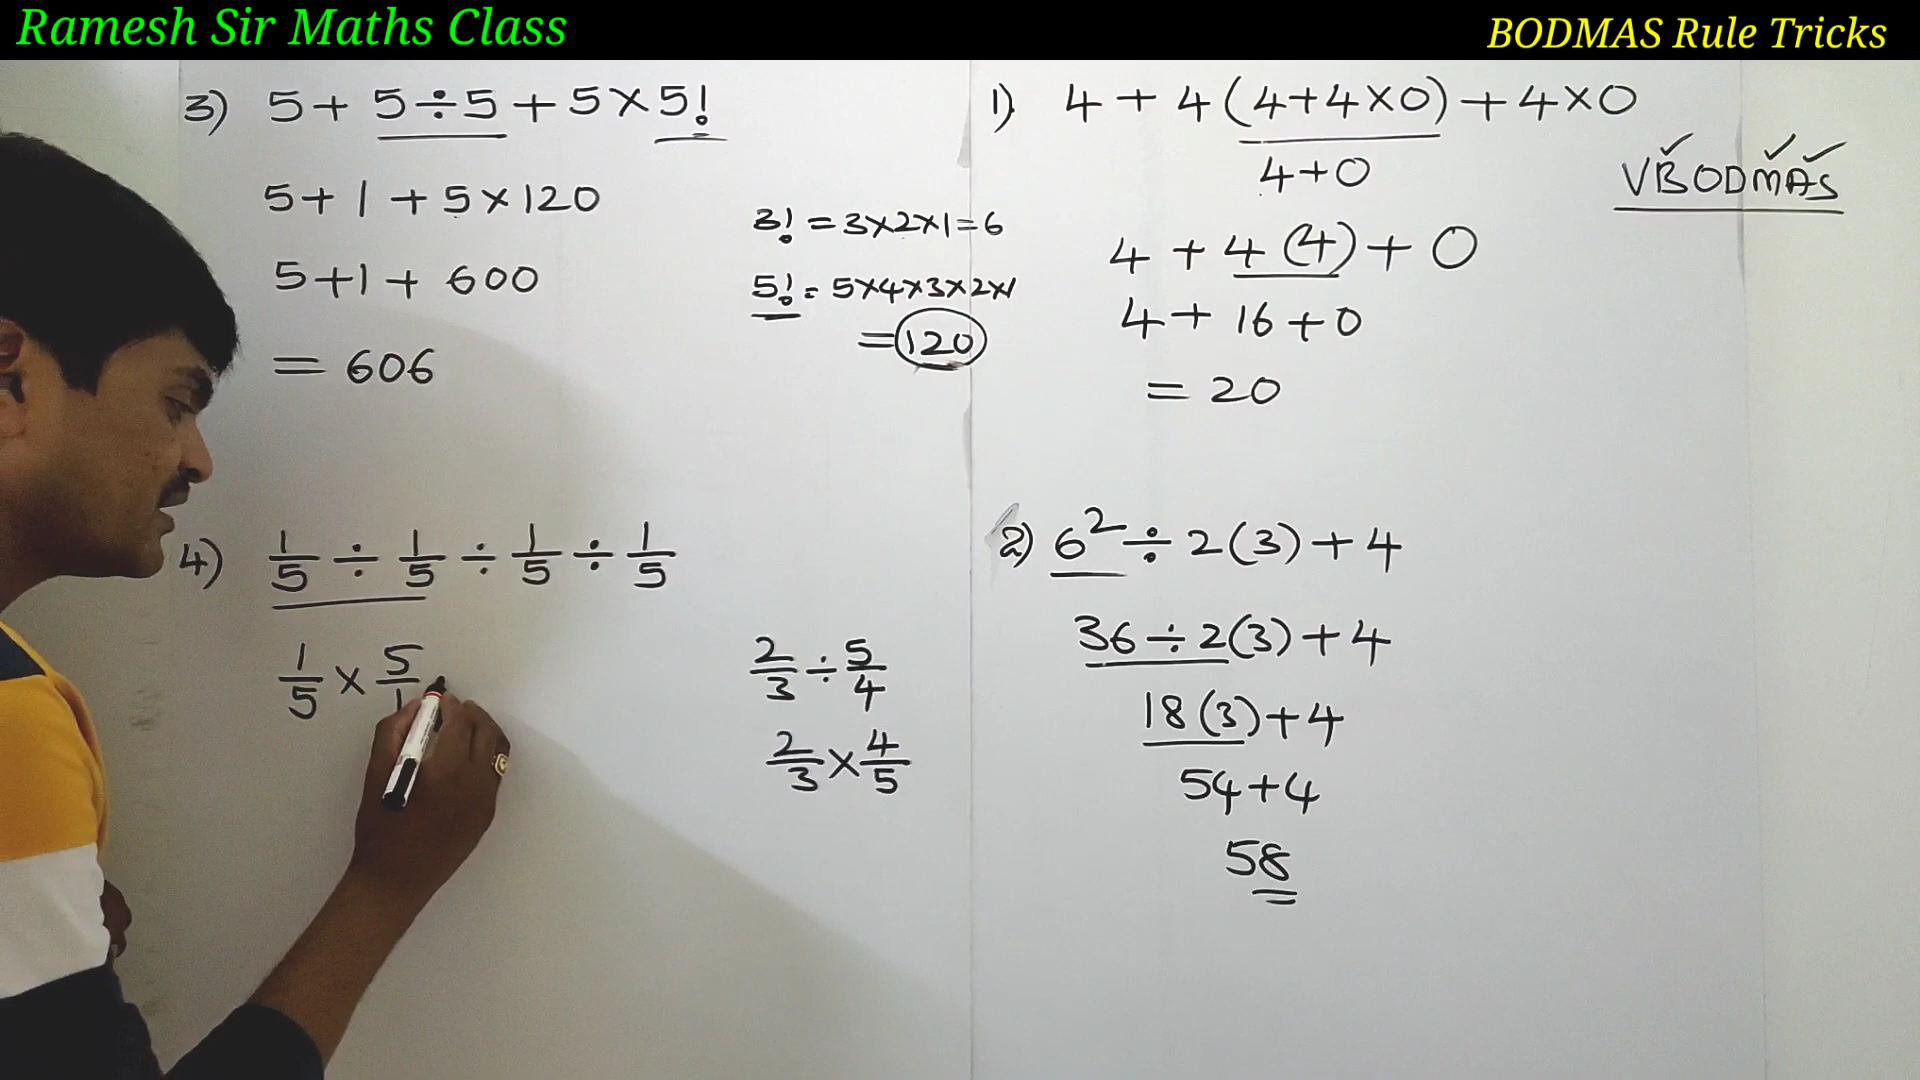 Ramesh Sir Maths Class
BODMAS Rule Tricks
3) 5 + 5 ÷ 5 + 5 × 5!
5 + 1 + 5 × 120
5 + 1 + 600
= 606
3! = 3×2×1 = 6
5! = 5×4×3×2×1
= 120
4) 1/5 ÷ 1/5 ÷ 1/5 ÷ 1/5
1/5 × 5/1
2/3 ÷ 5/4
2/3 × 4/5
1) 4 + 4 (4+4×0) + 4×0
4+0
VBODMAS
4 + 4 (4) + 0
4 + 16 + 0
= 20
2) 6² ÷ 2(3) + 4
36 ÷ 2(3) + 4
18 (3) + 4
54+4
58